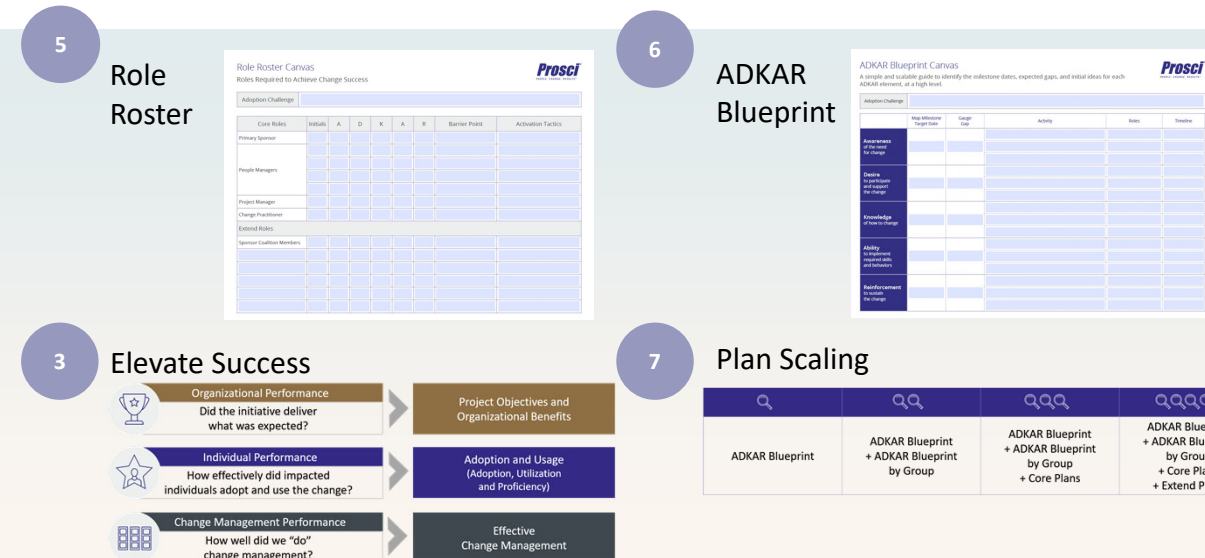 5
Role
Roster
Role Roster Canvas
Roles Required to Achieve Change Success
Prosci
Adoption Challenge
Core Roles Initials A D K A R Barrier Point Activation Tactics
Primary Sponsor
People Managers
Project Manager
Change Practitioner
Extend Roles
Sponsor Coalition Members
6
ADKAR
Blueprint
ADKAR Blueprint Canvas
A simple and scalable guide to identify the milestone dates, expected gaps, and initial ideas for each
ADKAR element, at a high level.
Prosci
Adoption Challenge
Map Milestone
Target Date
Gauge
Gap
Activity
Roles
Timeline
Awareness
of the need
for change
Desire
to participate
and support
the change
Knowledge
of how to change
Ability
to implement
required skills
and behaviors
Reinforcement
to sustain
the change
3
Elevate Success
Organizational Performance
Did the initiative deliver
what was expected?
Project Objectives and
Organizational Benefits
Individual Performance
How effectively did impacted
individuals adopt and use the change?
Adoption and Usage
(Adoption, Utilization
and Proficiency)
Change Management Performance
How well did we “do”
change management?
Effective
Change Management
7
Plan Scaling
ADKAR Blueprint
ADKAR Blueprint
+ ADKAR Blueprint
by Group
ADKAR Blueprint
+ ADKAR Blueprint
by Group
+ Core Plans
ADKAR Blue
+ ADKAR Blu
by Grou
+ Core Pla
+ Extend P